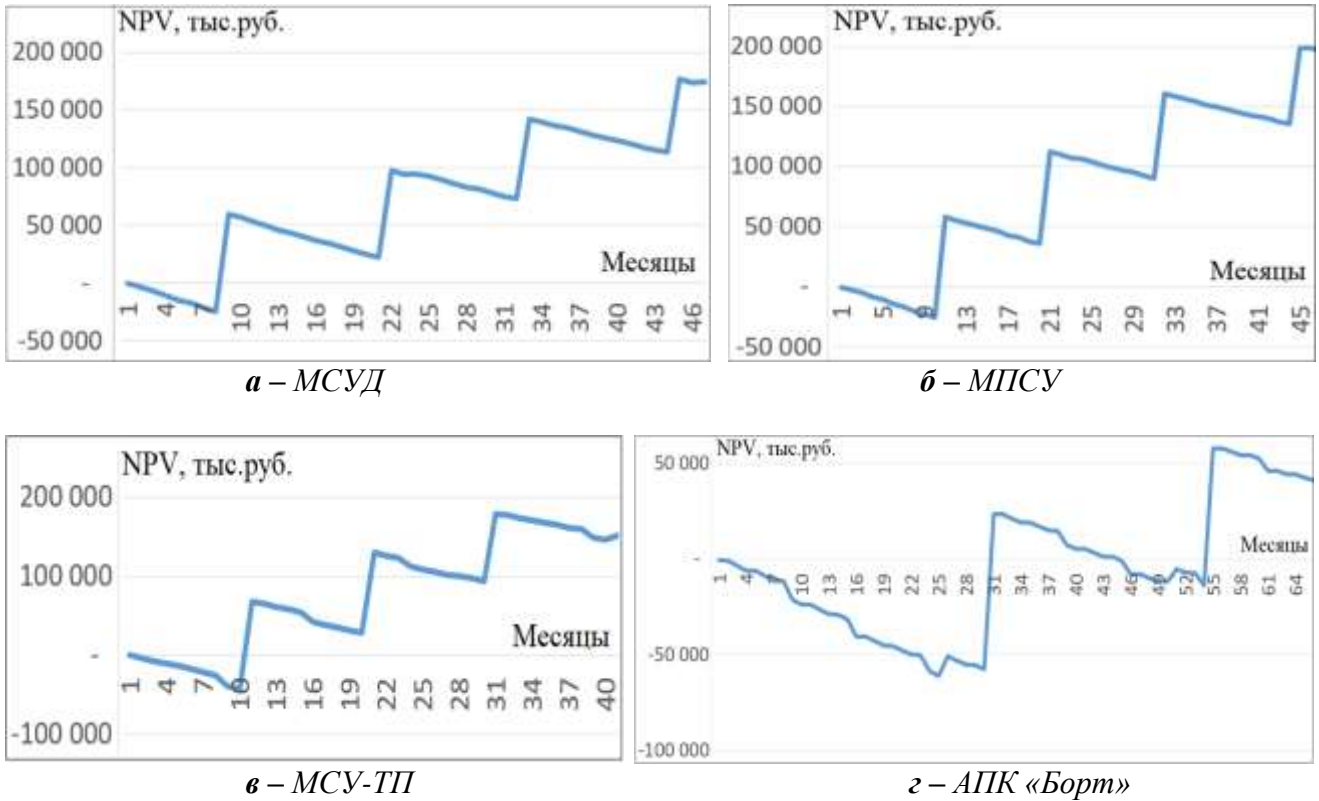 NPV, тыс.руб.
200 000
150 000
100 000
50 000
-
-50 000
Месяцы
1 4 7 10 13 16 19 22 25 28 31 34 37 40 43 46
а – МСУД
NPV, тыс.руб.
200 000
150 000
100 000
50 000
-
-50 000
Месяцы
1 5 9 13 17 21 25 29 33 37 41 45
б – МПСУ
NPV, тыс.руб.
200 000
100 000
-
-100 000
Месяцы
1 4 7 10 13 16 19 22 25 28 31 34 37 40
в – МСУ-ТП
NPV, тыс.руб.
50 000
-
-50 000
-100 000
Месяцы
1 4 7 10 13 16 19 22 25 28 31 34 37 40 43 46 49 52 55 58 61 64
г – АПК «Борт»